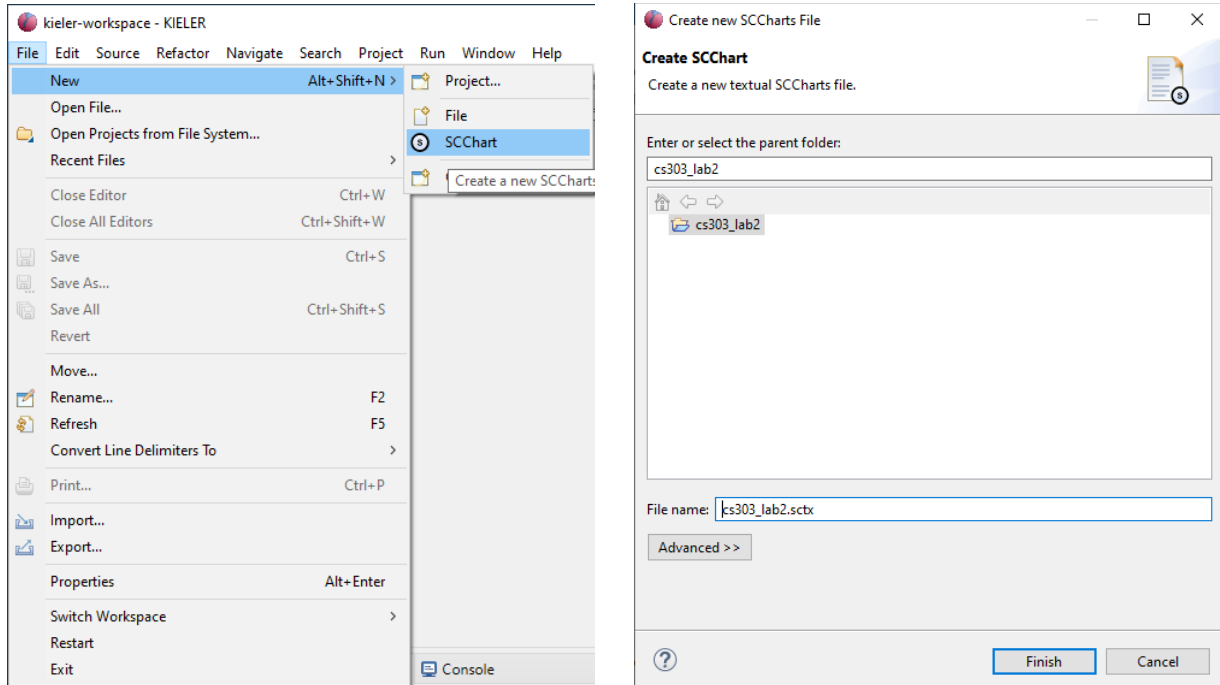 kieler-workspace - KIELER
File Edit Source Refactor Navigate Search Project Run Window Help
New Alt+Shift+N >
Open File...
Open Projects from File System...
Recent Files >
Close Editor Ctrl+W
Close All Editors Ctrl+Shift+W
Save Ctrl+S
Save As...
Save All Ctrl+Shift+S
Revert
Move...
Rename... F2
Refresh F5
Convert Line Delimiters To >
Print... Ctrl+P
Import...
Export...
Properties Alt+Enter
Switch Workspace >
Restart
Exit
Project...
File
SCChart
Create a new SCCharts
Console
Create new SCCharts File
Create SCChart
Create a new textual SCCharts file.
Enter or select the parent folder:
cs303_lab2
cs303_lab2
File name: cs303_lab2.sctx
Advanced >>
Finish Cancel